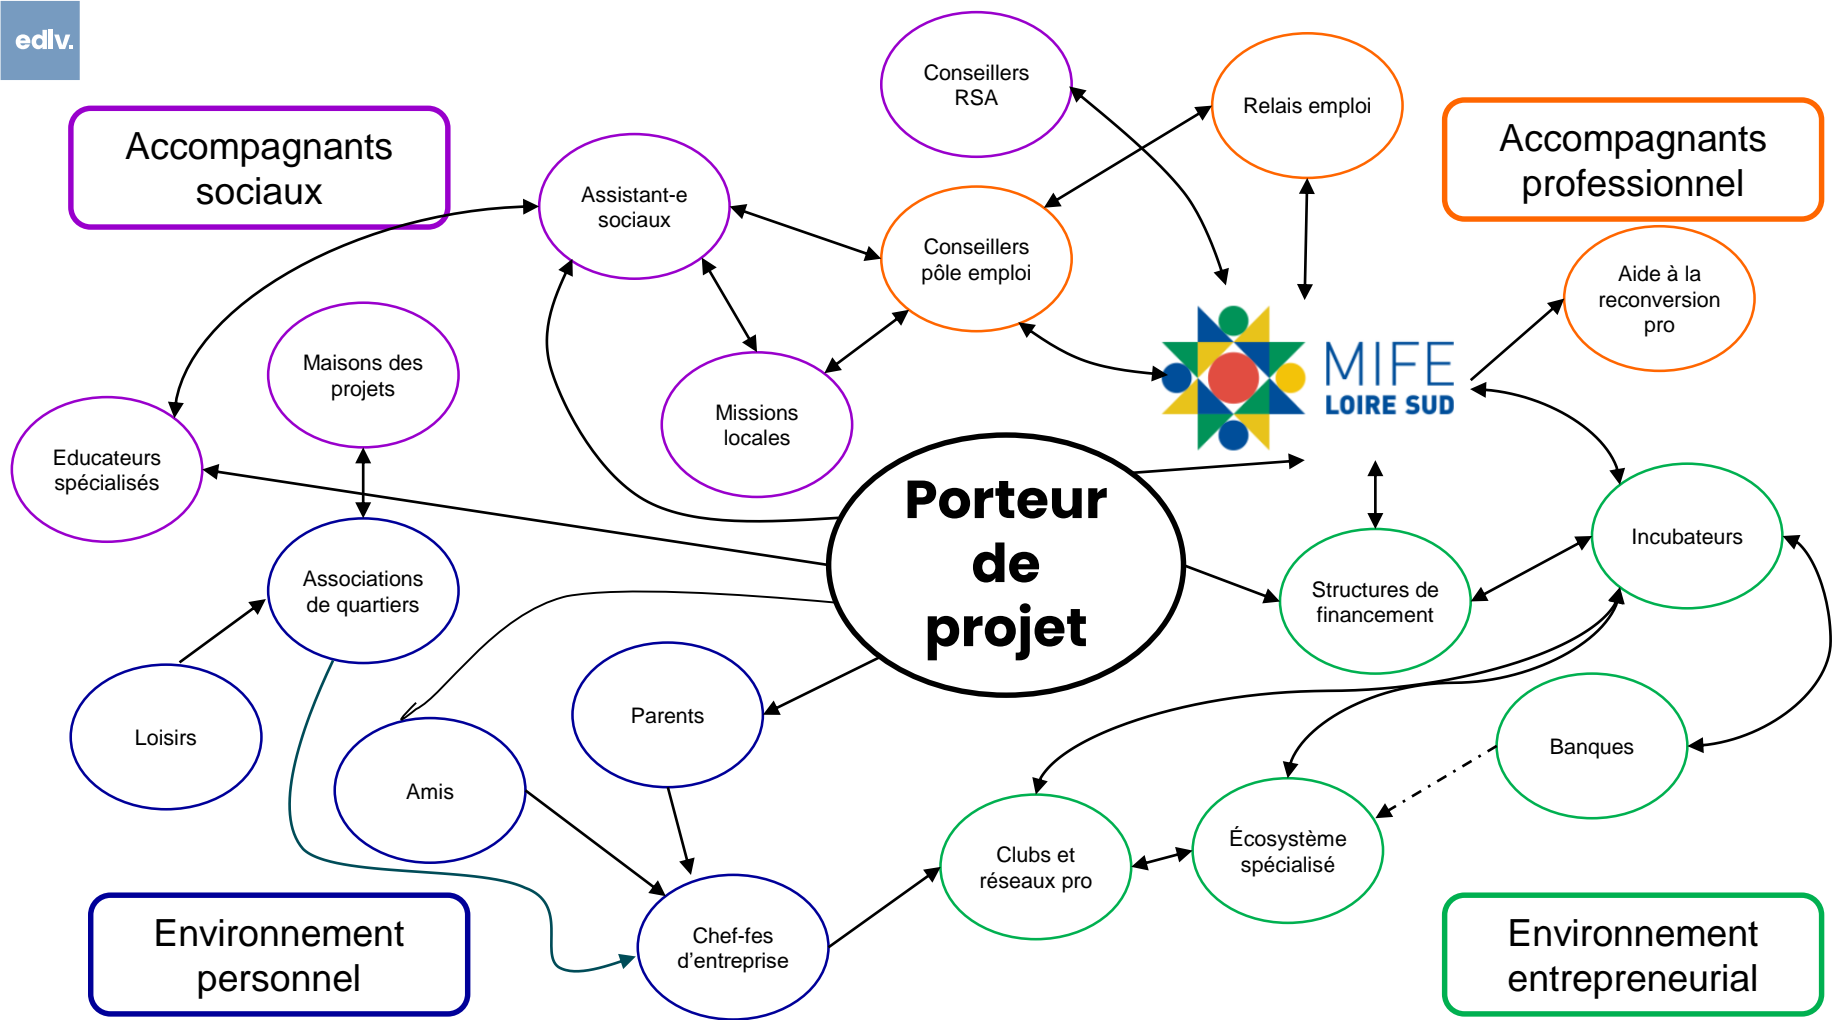 edlv.
Conseillers
RSA
Relais emploi
Accompagnants
sociaux
Accompagnants
professionnel
Assistant-e
sociaux
Conseillers
pôle emploi
Aide à la
reconversion
pro
Maisons des
projets
MIFE
LOIRE SUD
Missions
locales
Educateurs
spécialisés
Porteur
de
projet
Incubateurs
Associations
de quartiers
Structures de
financement
Parents
Loisirs
Banques
Amis
Clubs et
réseaux pro
Écosystème
spécialisé
Chef-fes
d'entreprise
Environnement
personnel
Environnement
entrepreneurial